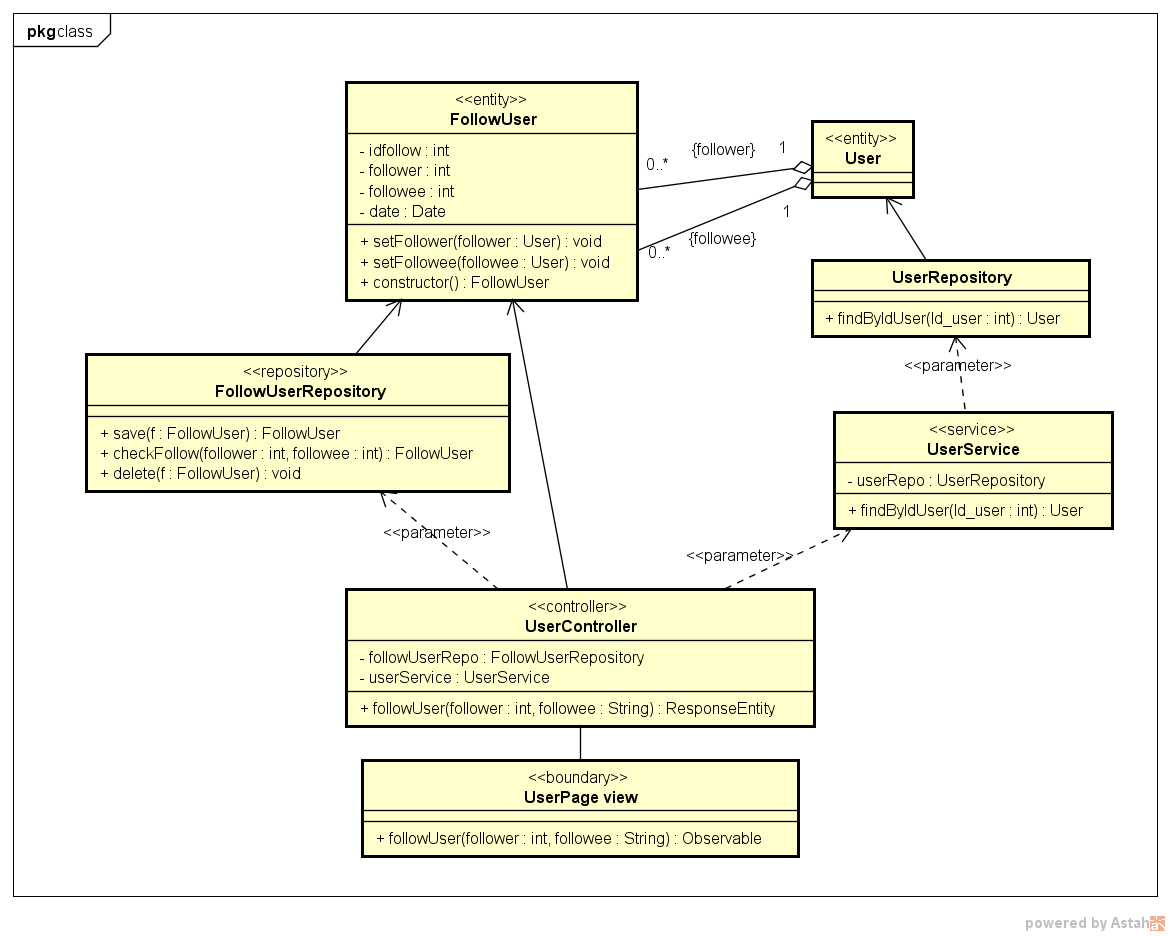 pkg class
<<entity>>
FollowUser
- idfollow : int
- follower : int
- followee : int
- date : Date
+ setFollower(follower : User) : void
+ setFollowee(followee : User) : void
+ constructor() : FollowUser
0..*
{follower}
1
0..*
{followee}
1
<<entity>>
User
UserRepository
+ findByIdUser(Id_user : int) : User
<<parameter>>
<<repository>>
FollowUserRepository
+ save(f : FollowUser) : FollowUser
+ checkFollow(follower : int, followee : int) : FollowUser
+ delete(f : FollowUser) : void
<<service>>
UserService
- userRepo : UserRepository
+ findByIdUser(Id_user : int) : User
<<parameter>>
<<parameter>>
<<controller>>
UserController
- followUserRepo : FollowUserRepository
- userService : UserService
+ followUser(follower : int, followee : String) : ResponseEntity
<<boundary>>
UserPage view
+ followUser(follower : int, followee : String) : Observable
powered by Astah